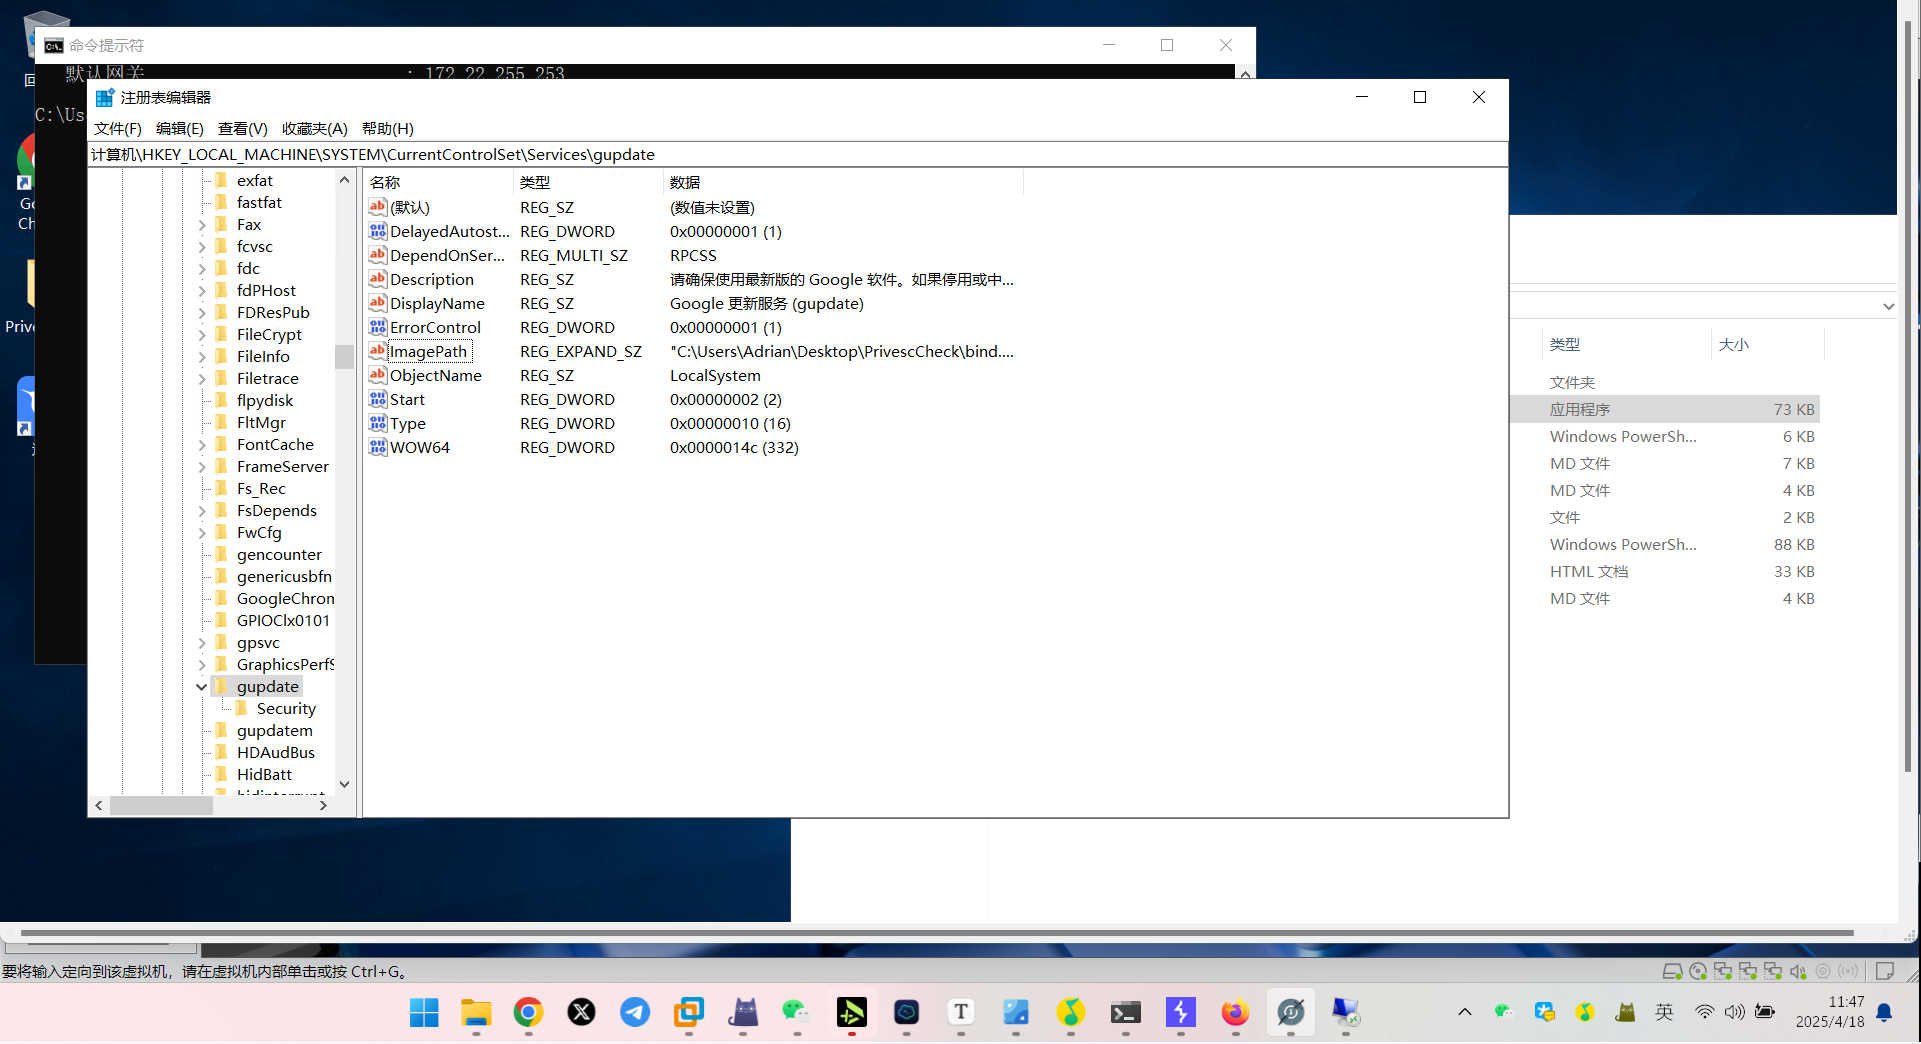 命令提示符
默认网关 : 172.22.255.253
C:\Us
注册表编辑器
文件(F) 编辑(E) 查看(V) 收藏夹(A) 帮助(H)
计算机\HKEY_LOCAL_MACHINE\SYSTEM\CurrentControlSet\Services\gupdate
回
Go
Ch
Prive
exfat
fastfat
Fax
fcvsc
fdc
fdPHost
FDResPub
FileCrypt
FileInfo
Filetrace
flpydisk
FltMgr
FontCache
FrameServer
Fs_Rec
FsDepends
FwCfg
gencounter
genericusbfn
GoogleChrom
GPIOClx0101
gpsvc
GraphicsPerfS
gupdate
Security
gupdatem
HDAudBus
HidBatt
hidinterrupt
名称 类型 数据
(默认) REG_SZ (数值未设置)
DelayedAutost... REG_DWORD 0x00000001 (1)
DependOnSer... REG_MULTI_SZ RPCSS
Description REG_SZ 请确保使用最新版的 Google 软件。如果停用或中...
DisplayName REG_SZ Google 更新服务 (gupdate)
ErrorControl REG_DWORD 0x00000001 (1)
ImagePath REG_EXPAND_SZ "C:\Users\Adrian\Desktop\PrivescCheck\bind....
ObjectName REG_SZ LocalSystem
Start REG_DWORD 0x00000002 (2)
Type REG_DWORD 0x00000010 (16)
WOW64 REG_DWORD 0x0000014c (332)
类型 大小
文件夹
应用程序 73 KB
Windows PowerSh... 6 KB
MD 文件 7 KB
MD 文件 4 KB
文件 2 KB
Windows PowerSh... 88 KB
HTML 文档 33 KB
MD 文件 4 KB
要将输入定向到该虚拟机，请在虚拟机内部单击或按 Ctrl+G。
英
11:47
2025/4/18